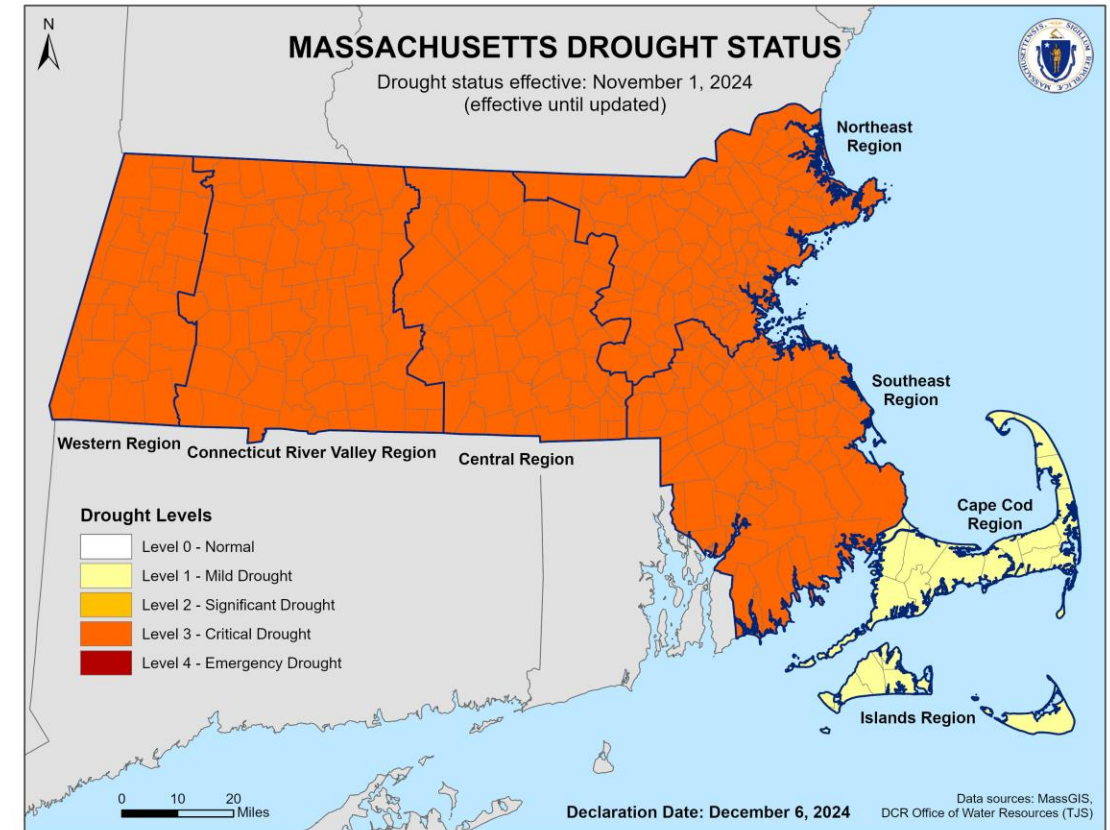 N
MASSACHUSETTS DROUGHT STATUS
Drought status effective: November 1, 2024
(effective until updated)
Northeast
Region
Southeast
Region
Western Region
Connecticut River Valley Region
Central Region
Cape Cod
Region
Drought Levels
Level 0 - Normal
Level 1 - Mild Drought
Level 2 - Significant Drought
Level 3 - Critical Drought
Level 4 - Emergency Drought
Islands Region
0 10 20
Miles
Declaration Date: December 6, 2024
Data sources: MassGIS,
DCR Office of Water Resources (TJS)